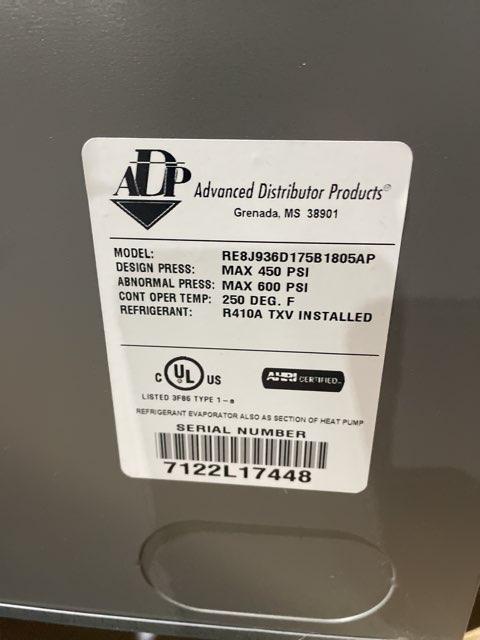 ADP Advanced Distributor Products®
Grenada, MS 38901
MODEL: RE8J936D175B1805AP
DESIGN PRESS: MAX 450 PSI
ABNORMAL PRESS: MAX 600 PSI
CONT OPER TEMP: 250 DEG. F
REFRIGERANT: R410A TXV INSTALLED
C UL US
AHRI CERTIFIED™
LISTED 3F86 TYPE 1-a
REFRIGERANT EVAPORATOR ALSO AS SECTION OF HEAT PUMP
SERIAL NUMBER
7122L17448